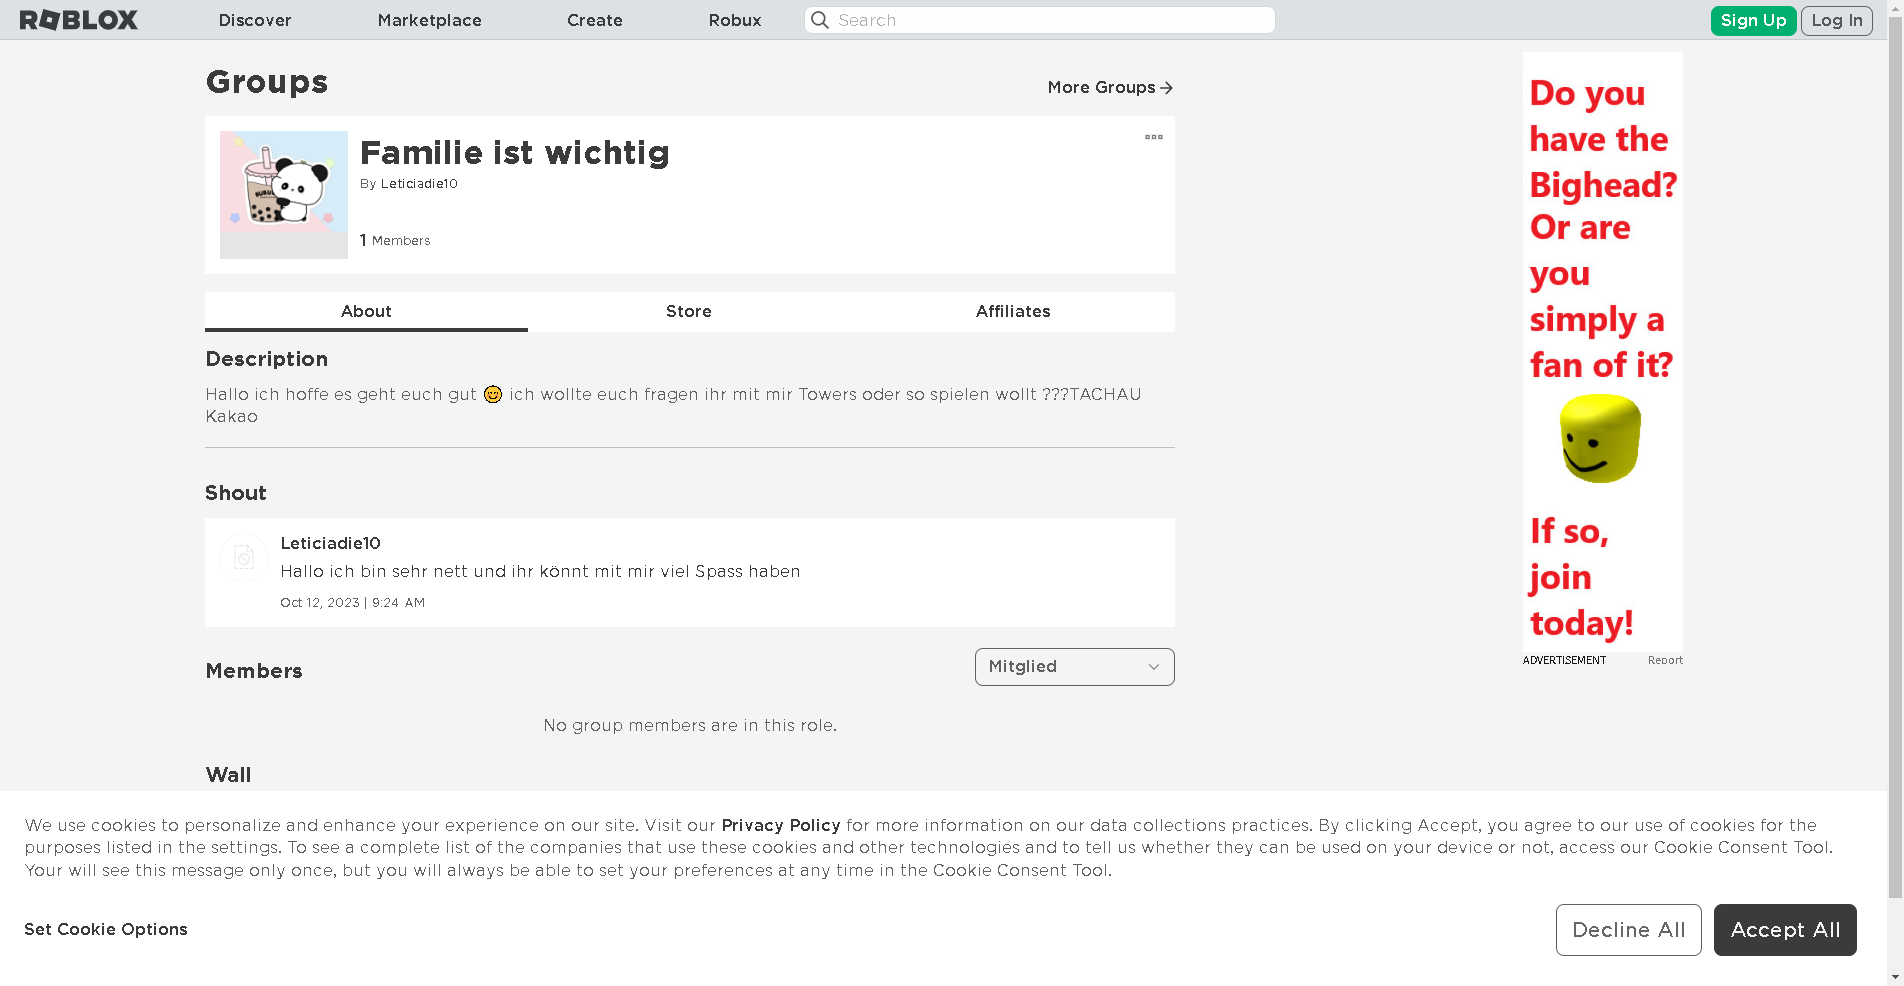 ROBLOX
Discover
Marketplace
Create
Robux
Search
Sign Up
Log In
Groups
More Groups
Familie ist wichtig
By Leticiadie10
1 Members
About
Store
Affiliates
Description
Hallo ich hoffe es geht euch gut 😊 ich wollte euch fragen ihr mit mir Towers oder so spielen wollt ???TACHAU
Kakao
Shout
Leticiadie10
Hallo ich bin sehr nett und ihr könnt mit mir viel Spass haben
Oct 12, 2023 | 9:24 AM
Members
Mitglied
No group members are in this role.
Wall
Do you
have the
Bighead?
Or are
you
simply a
fan of it?
If so,
join
today!
ADVERTISEMENT
Report
We use cookies to personalize and enhance your experience on our site. Visit our Privacy Policy for more information on our data collections practices. By clicking Accept, you agree to our use of cookies for the
purposes listed in the settings. To see a complete list of the companies that use these cookies and other technologies and to tell us whether they can be used on your device or not, access our Cookie Consent Tool.
Your will see this message only once, but you will always be able to set your preferences at any time in the Cookie Consent Tool.
Set Cookie Options
Decline All
Accept All